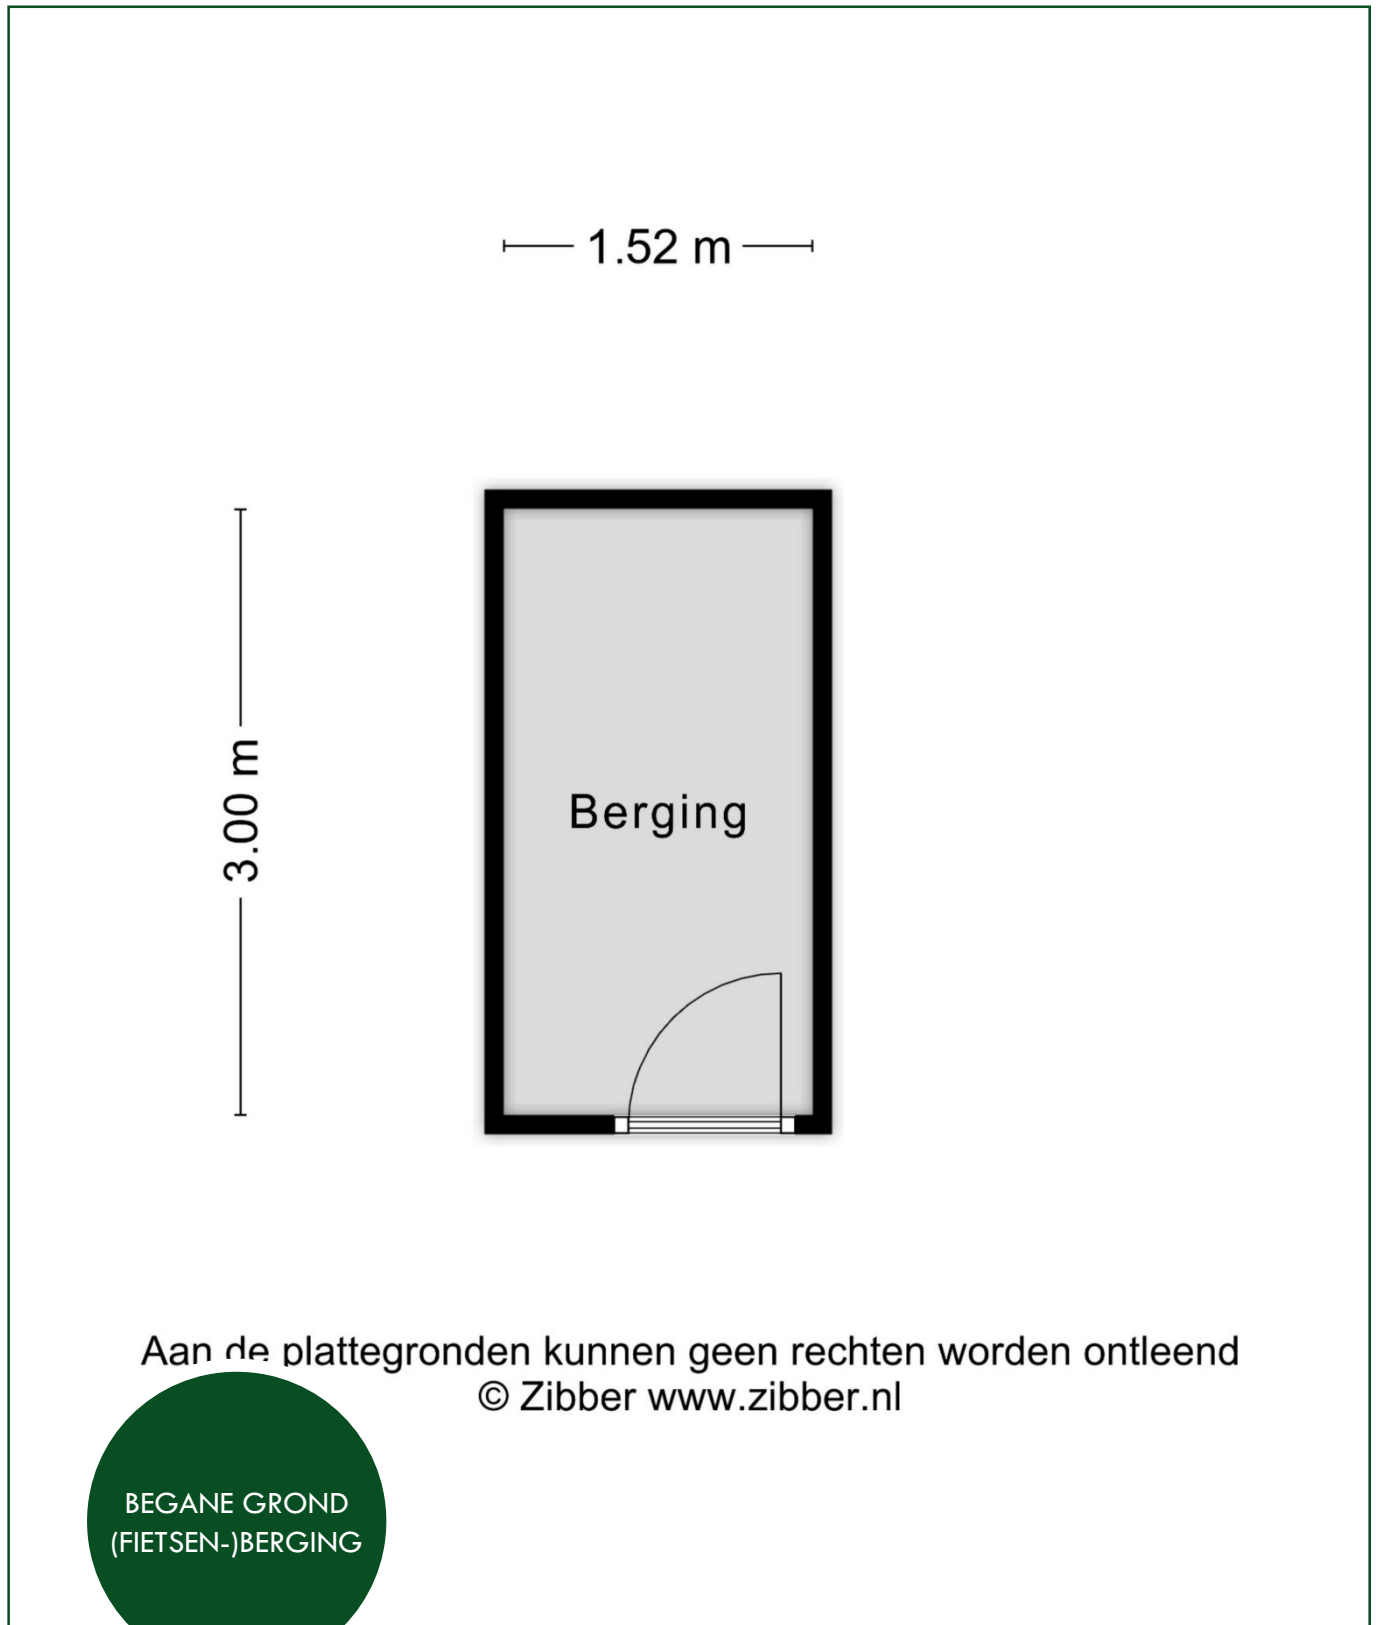 1.52 m
3.00 m
Berging
Aan de plattegronden kunnen geen rechten worden ontleend
© Zibber www.zibber.nl
BEGANE GROND
(FIETSEN-)BERGING